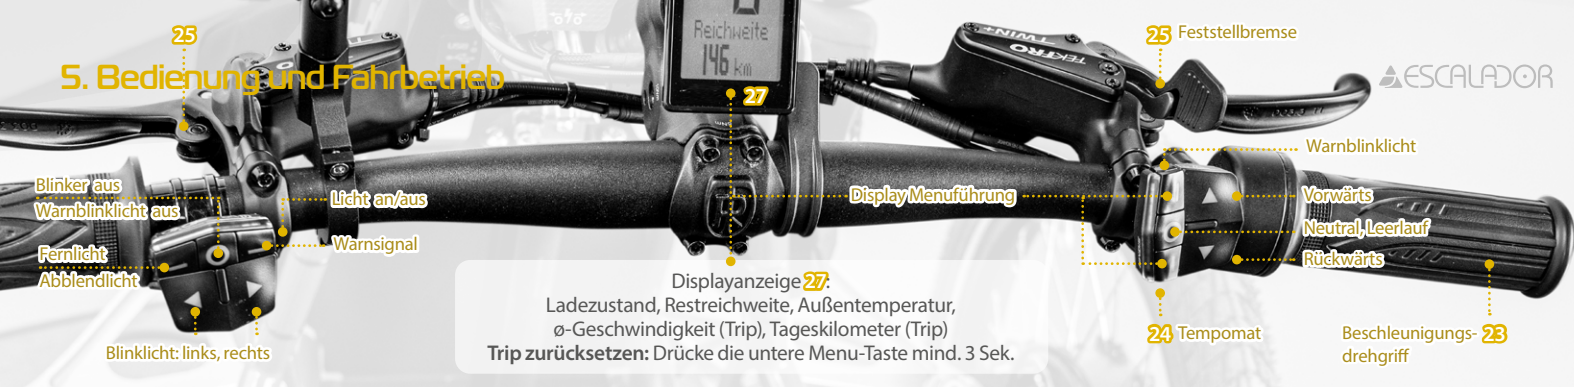 25
25 Feststellbremse
5. Bedienung und Fahrbetrieb
Reichweite
146 km
27
TEKTRO
TWIN+
ESCALADOR
Warnblinklicht
Blinker aus
Warnblinklicht aus
Licht an/aus
Display Menuführung
Vorwärts
Neutral, Leerlauf
Rückwärts
Warnsignal
Fernlicht
Abblendlicht
Displayanzeige 27:
Ladezustand, Restreichweite, Außentemperatur,
ø-Geschwindigkeit (Trip), Tageskilometer (Trip)
Trip zurücksetzen: Drücke die untere Menu-Taste mind. 3 Sek.
24 Tempomat
Beschleunigungs- 23
drehgriff
Blinklicht: links, rechts